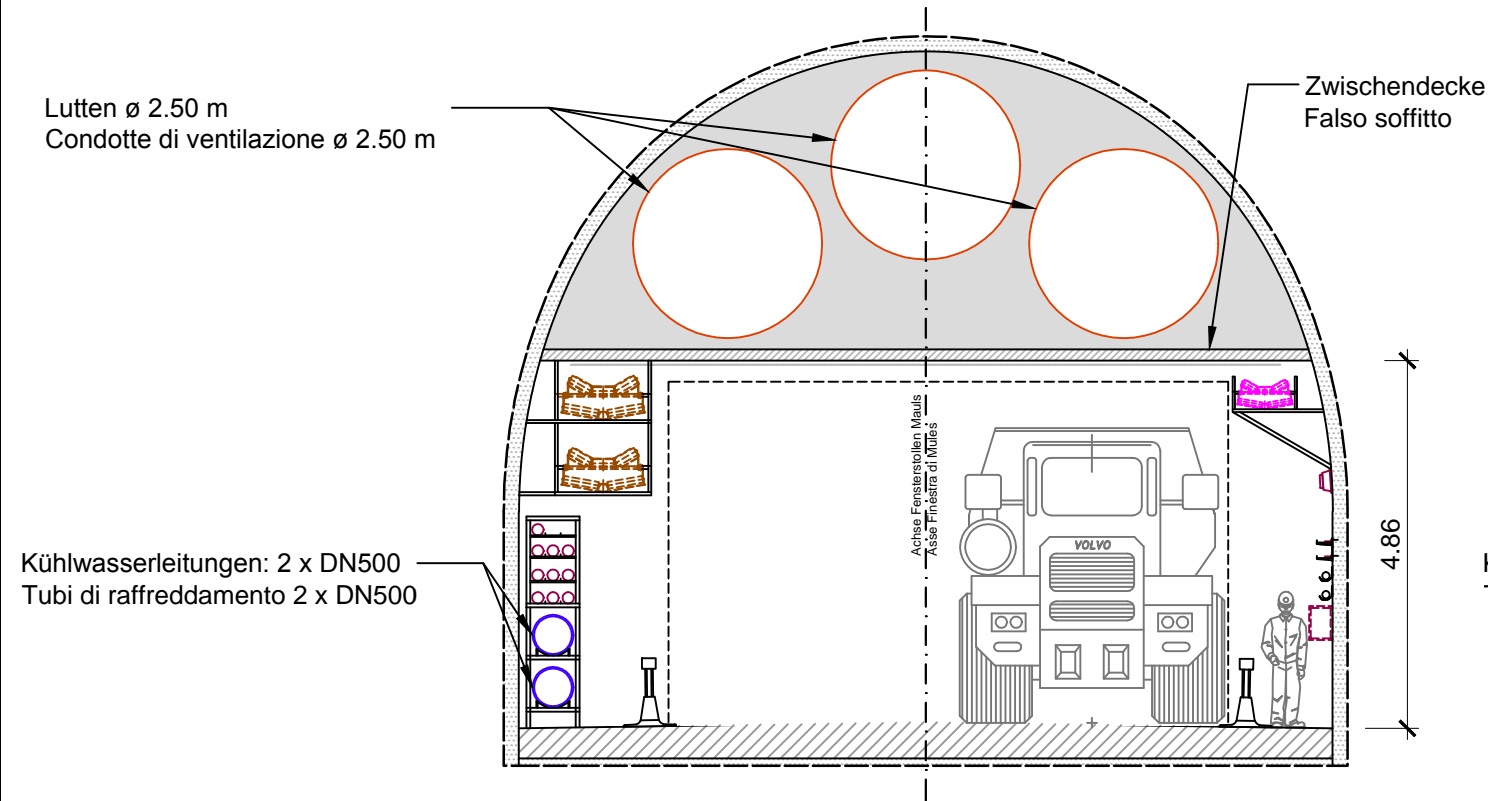 Lutten ø 2.50 m
Condotte di ventilazione ø 2.50 m
Zwischendecke
Falso soffitto
Achse Fensterstollen Mauls
Asse Finestra di Mules
VOLVO
4.86
Kühlwasserleitungen: 2 x DN500
Tubi di raffreddamento 2 x DN500